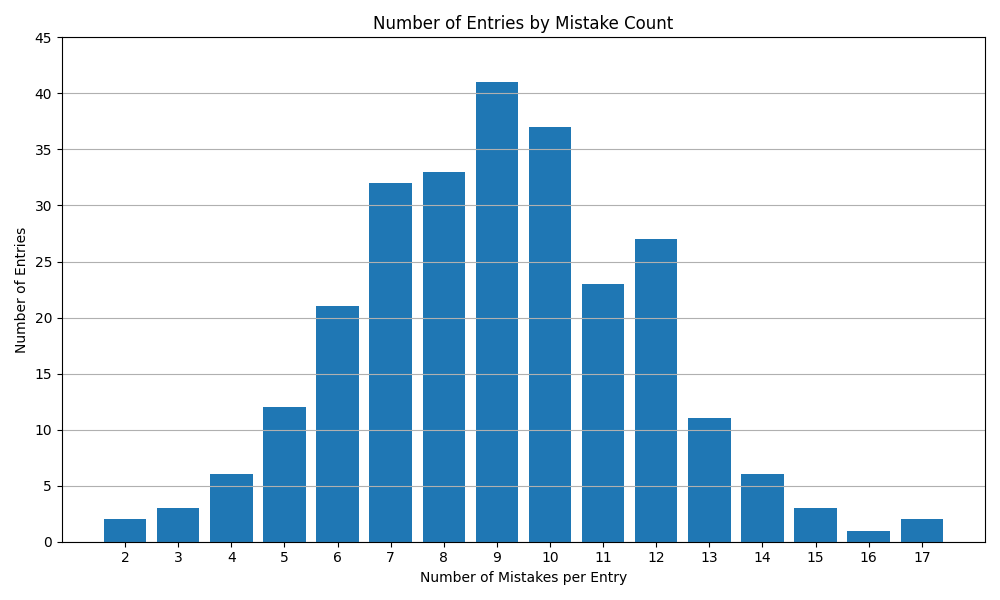 Number of Entries by Mistake Count
45
40
35
30
25
20
15
10
5
0
Number of Entries
2 3 4 5 6 7 8 9 10 11 12 13 14 15 16 17
Number of Mistakes per Entry